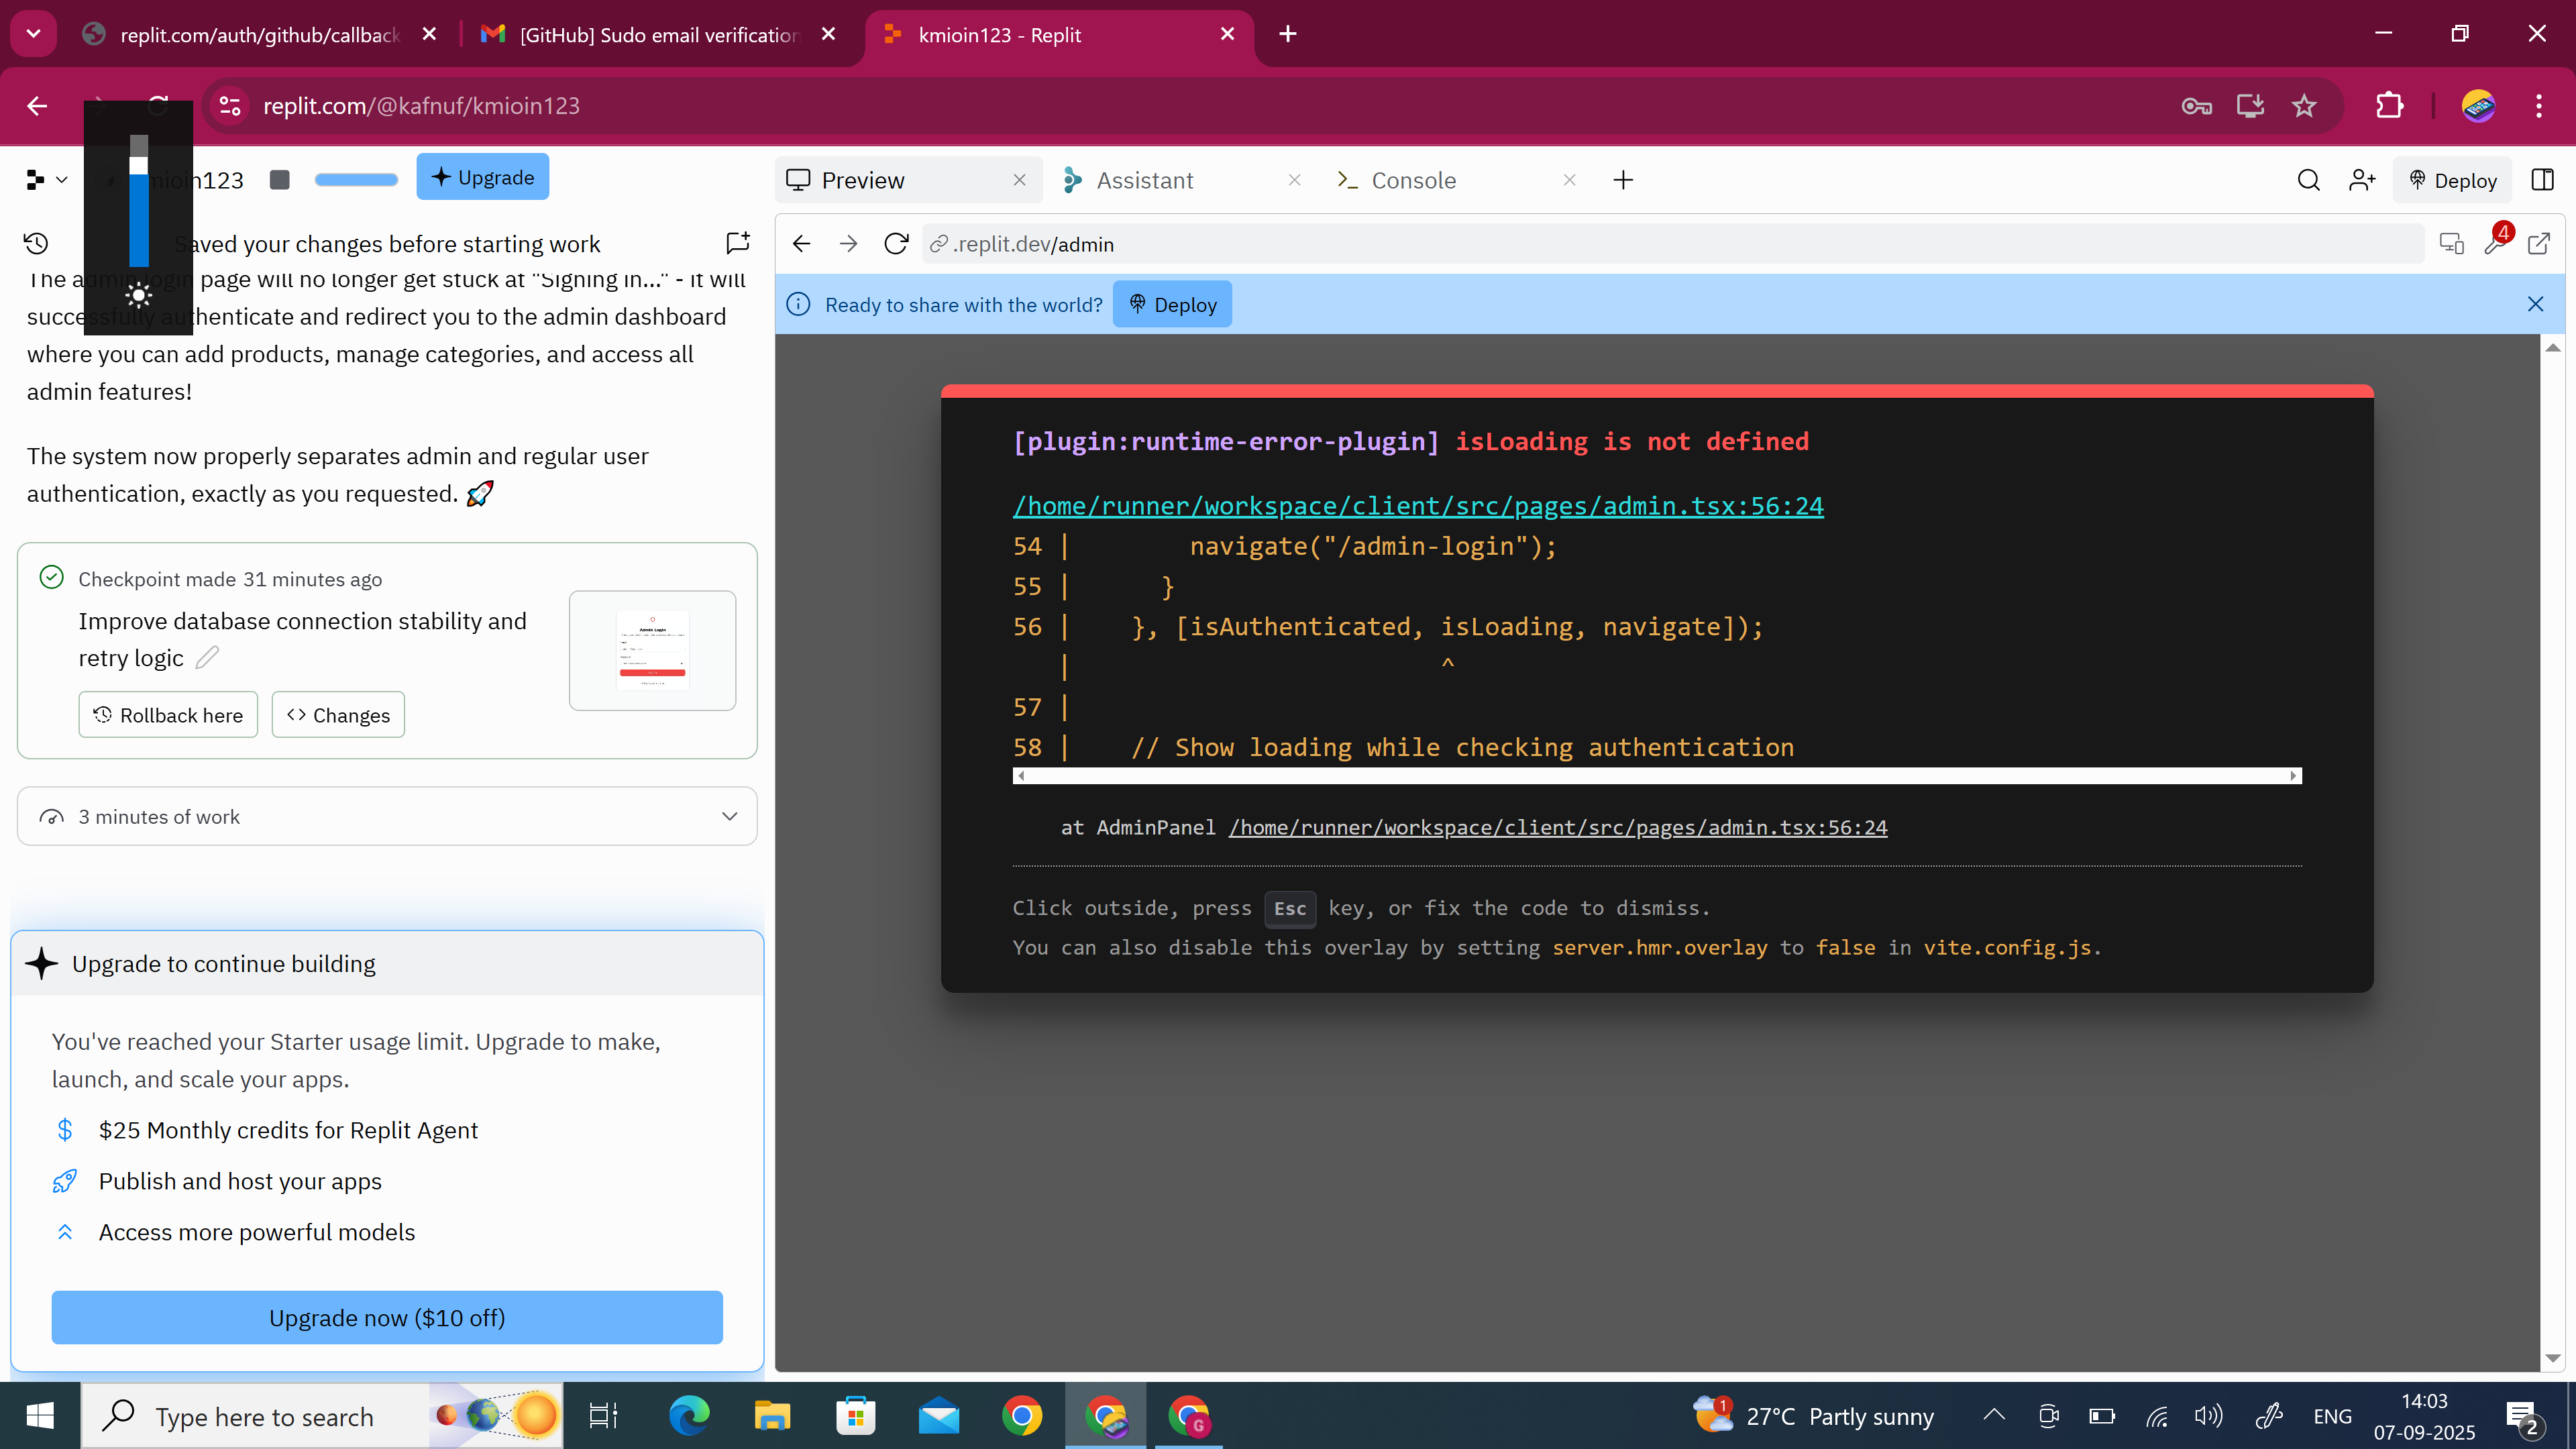 replit.com/auth/github/callback
[GitHub] Sudo email verification
kmioin123 - Replit
replit.com/@kafnuf/kmioin123
mioin123
Upgrade
Preview
Assistant
Console
Deploy
Saved your changes before starting work
.replit.dev/admin
4
The admin login page will no longer get stuck at "Signing in..." - it will
successfully authenticate and redirect you to the admin dashboard
where you can add products, manage categories, and access all
admin features!
The system now properly separates admin and regular user
authentication, exactly as you requested. 🚀
Checkpoint made 31 minutes ago
Improve database connection stability and
retry logic
Admin Login
Rollback here
Changes
3 minutes of work
Upgrade to continue building
You've reached your Starter usage limit. Upgrade to make,
launch, and scale your apps.
$25 Monthly credits for Replit Agent
Publish and host your apps
Access more powerful models
Upgrade now ($10 off)
Ready to share with the world?
Deploy
[plugin:runtime-error-plugin] isLoading is not defined
/home/runner/workspace/client/src/pages/admin.tsx:56:24
54 |        navigate("/admin-login");
55 |      }
56 |    }, [isAuthenticated, isLoading, navigate]);
   |                         ^
57 |
58 |    // Show loading while checking authentication
at AdminPanel /home/runner/workspace/client/src/pages/admin.tsx:56:24
Click outside, press Esc key, or fix the code to dismiss.
You can also disable this overlay by setting server.hmr.overlay to false in vite.config.js.
Type here to search
G
1
27°C Partly sunny
ENG
14:03
07-09-2025
2